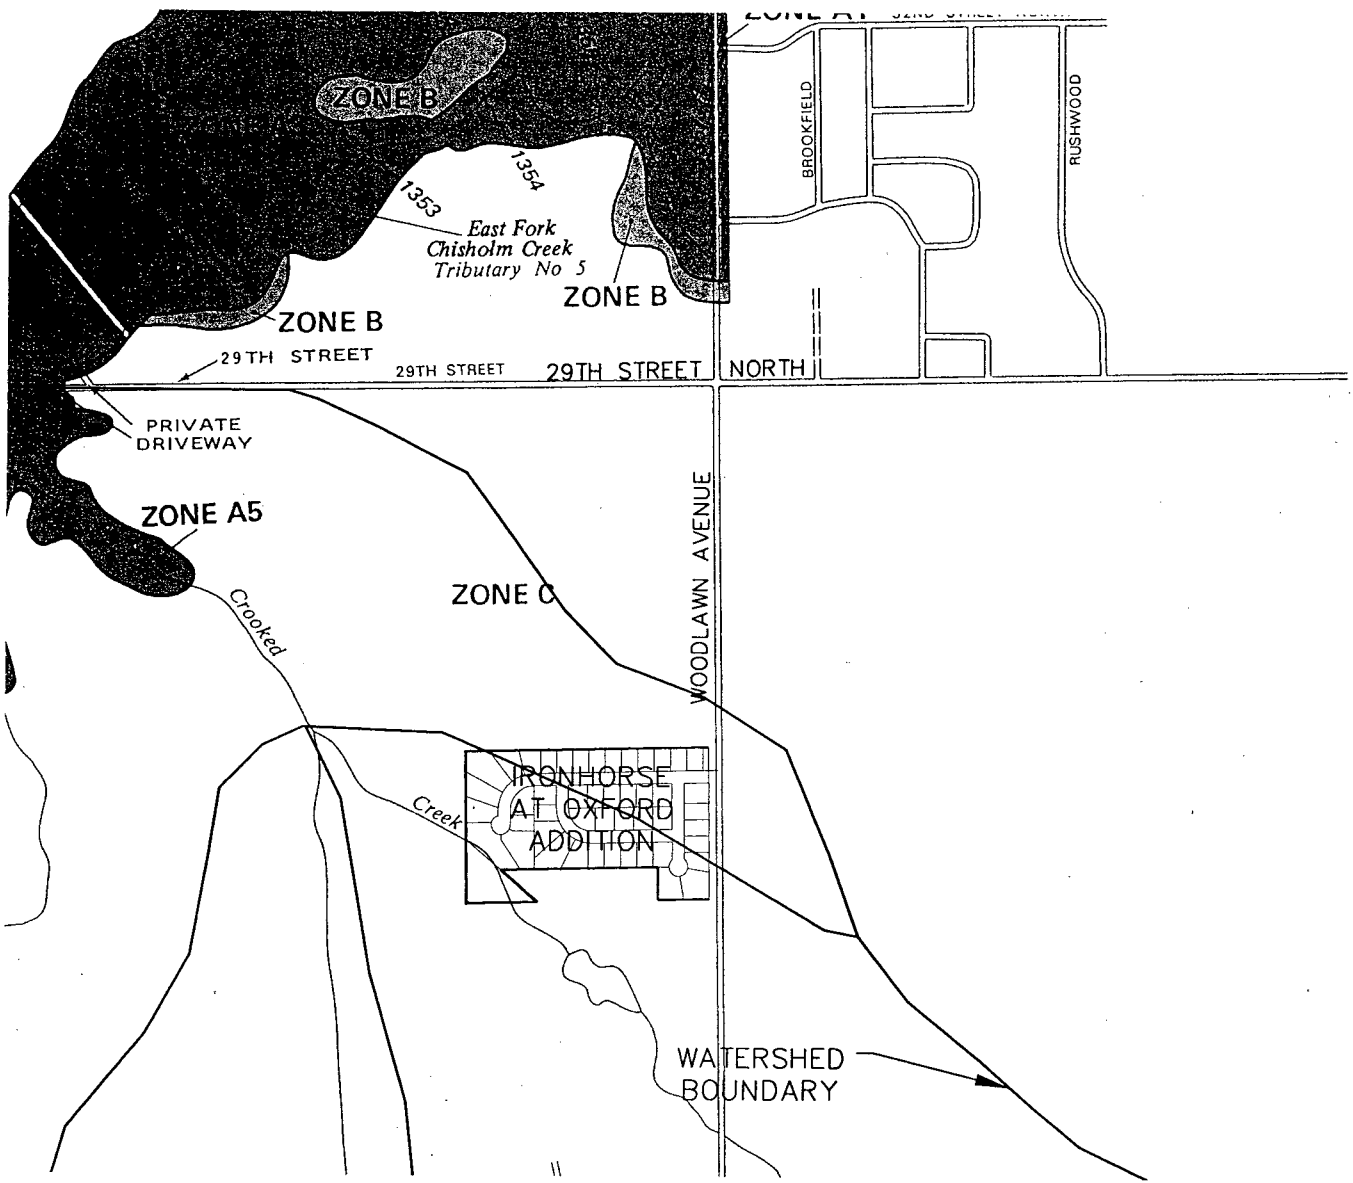 ZONE B
BROOKFIELD
RUSHWOOD
1354
1353
East Fork
Chisholm Creek
Tributary No 5
ZONE B
ZONE B
29TH STREET
29TH STREET
29TH STREET NORTH
PRIVATE
DRIVEWAY
ZONE A5
WOODLAWN AVENUE
ZONE C
Crooked
Creek
IRONHORSE
AT OXFORD
ADDITION
WATERSHED
BOUNDARY